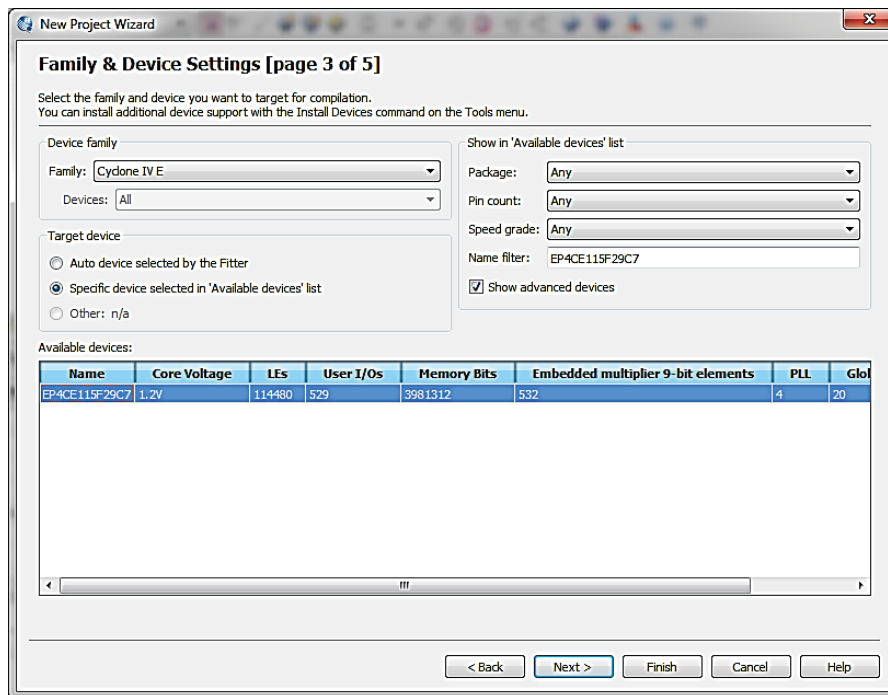 New Project Wizard
Family & Device Settings [page 3 of 5]
Select the family and device you want to target for compilation.
You can install additional device support with the Install Devices command on the Tools menu.
Device family
Family: Cyclone IV E
Devices: All
Target device
Auto device selected by the Fitter
Specific device selected in 'Available devices' list
Other: n/a
Show in 'Available devices' list
Package: Any
Pin count: Any
Speed grade: Any
Name filter: EP4CE115F29C7
Show advanced devices
Available devices:
Name Core Voltage LEs User I/Os Memory Bits Embedded multiplier 9-bit elements PLL Glol
EP4CE115F29C7 1.2V 114480 529 3981312 532 4 20
< Back Next > Finish Cancel Help